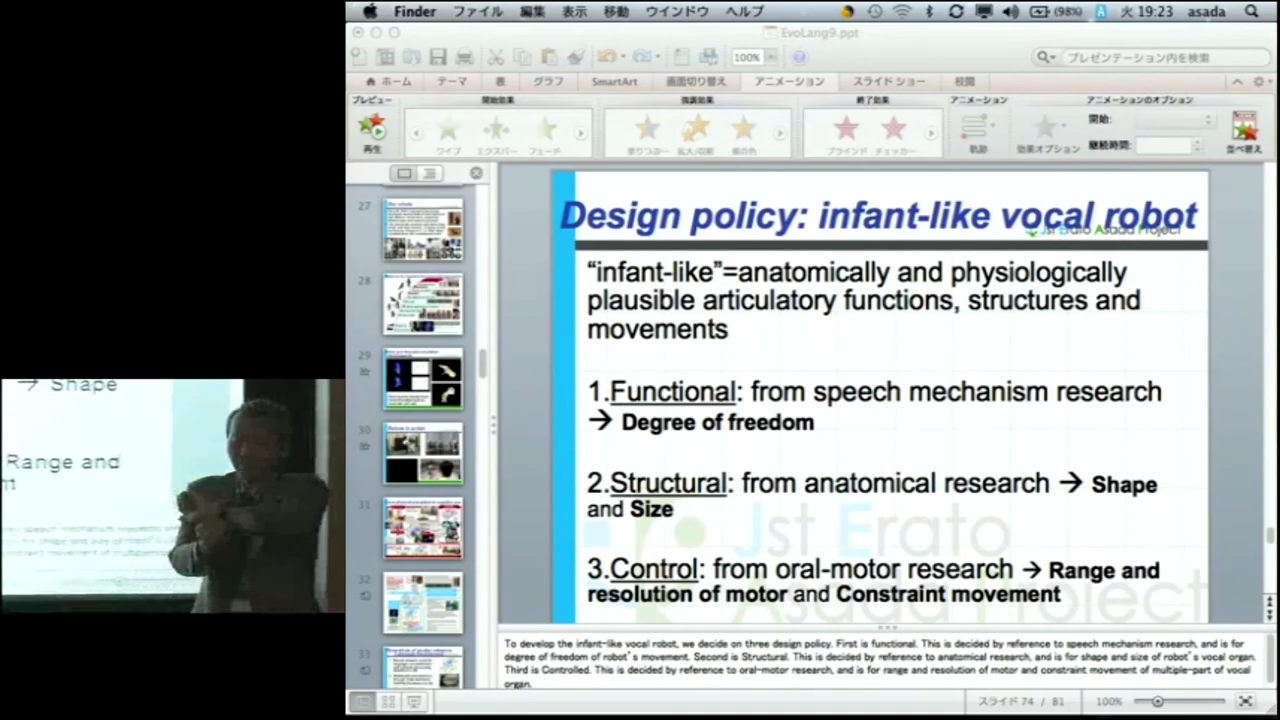 Finder ファイル 編集 表示 移動 ウインドウ ヘルプ (98%) A 火 19:23 asada
EvoLang9.ppt
100%
プレゼンテーション内を検索
ホーム テーマ 表 グラフ SmartArt 画面切り替え アニメーション スライド ショー 校閲
プレビュー 開始効果 強調効果 終了効果 アニメーション アニメーションのオプション
開始:
継続時間:
再生 ワイプ フェード 拡大/収縮 ブラインド チェッカー 軌跡 効果オプション 並べ替え
27
28
29
30
31
32
33
Design policy: infant-like vocal robot
Jst Erato Asada Project
“infant-like”=anatomically and physiologically
plausible articulatory functions, structures and
movements
1.Functional: from speech mechanism research
→ Degree of freedom
2.Structural: from anatomical research → Shape
and Size
3.Control: from oral-motor research → Range and
resolution of motor and Constraint movement
Jst Erato
Asada Project
To develop the infant-like vocal robot, we decide on three design policy. First is functional. This is decided by reference to speech mechanism research, and is for
degree of freedom of robot's movement. Second is Structural. This is decided by reference to anatomical research, and is for shape and size of robot's vocal organ.
Third is Controlled. This is decided by reference to oral-motor research, and is for range and resolution of motor and constraint movement of multiple-part of vocal
organ.
スライド 74 / 81 100%
→ Shape
Range and